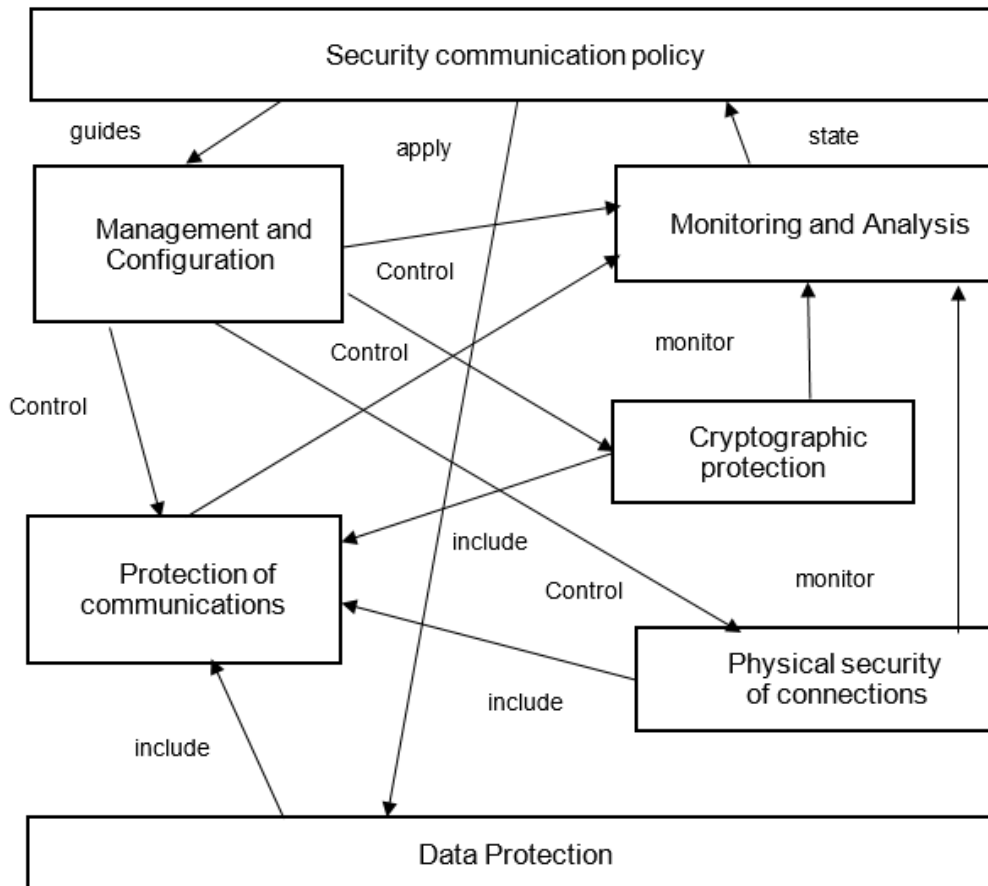 Security communication policy
guides
apply
state
Management and
Configuration
Monitoring and Analysis
Control
Control
monitor
Control
Cryptographic
protection
include
Protection of
communications
Control
monitor
Physical security
of connections
include
include
Data Protection